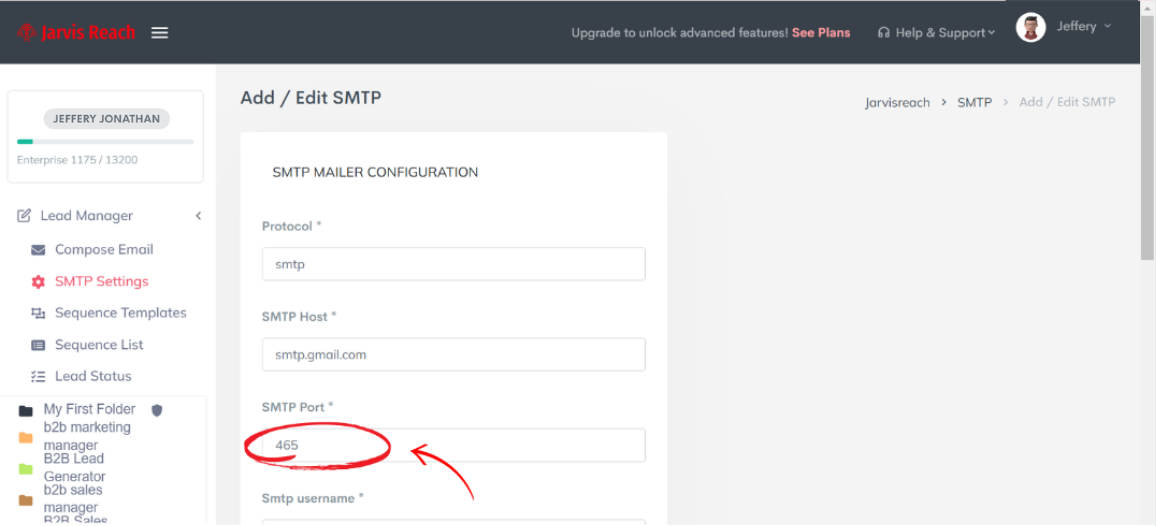 Jarvis Reach
Upgrade to unlock advanced features! See Plans
Help & Support
Jeffery
JEFFERY JONATHAN
Enterprise 1175 / 13200
Lead Manager
Compose Email
SMTP Settings
Sequence Templates
Sequence List
Lead Status
My First Folder
b2b marketing
manager
B2B Lead
Generator
b2b sales
manager
B2B Sales
Add / Edit SMTP
Jarvisreach > SMTP > Add / Edit SMTP
SMTP MAILER CONFIGURATION
Protocol *
smtp
SMTP Host *
smtp.gmail.com
SMTP Port *
465
Smtp username *